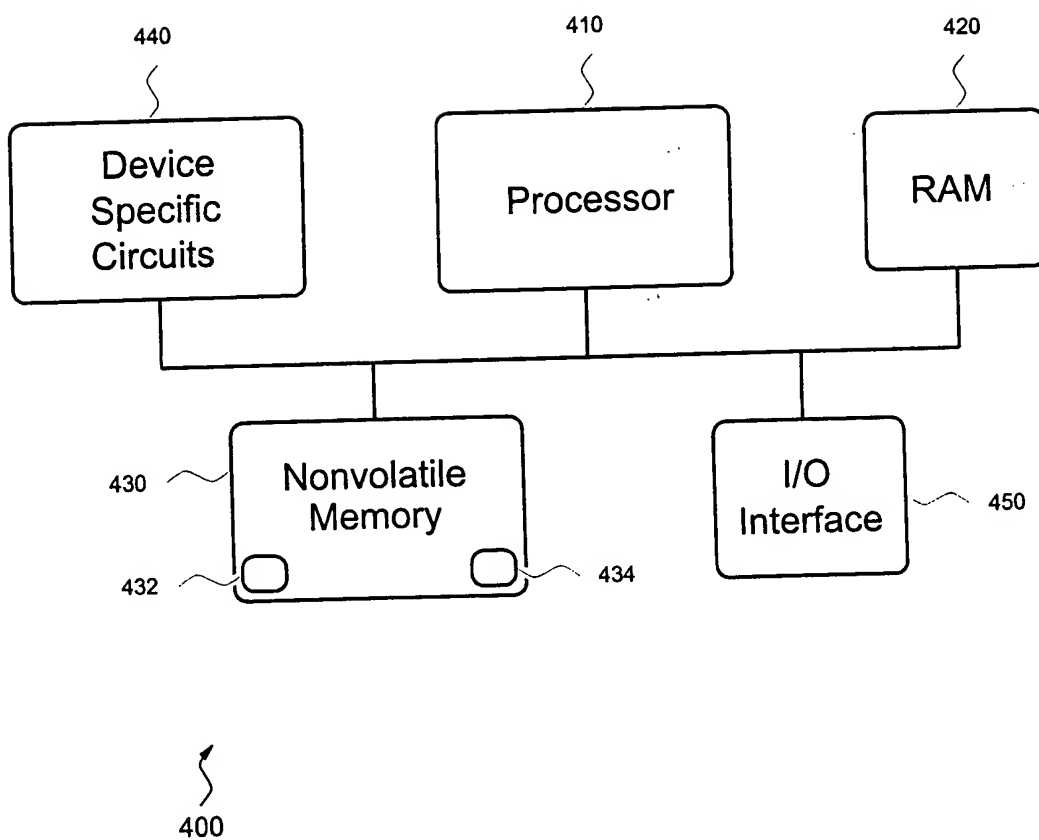 440
410
420
Device
Specific
Circuits
Processor
RAM
430
Nonvolatile
Memory
432
434
I/O
Interface
450
400